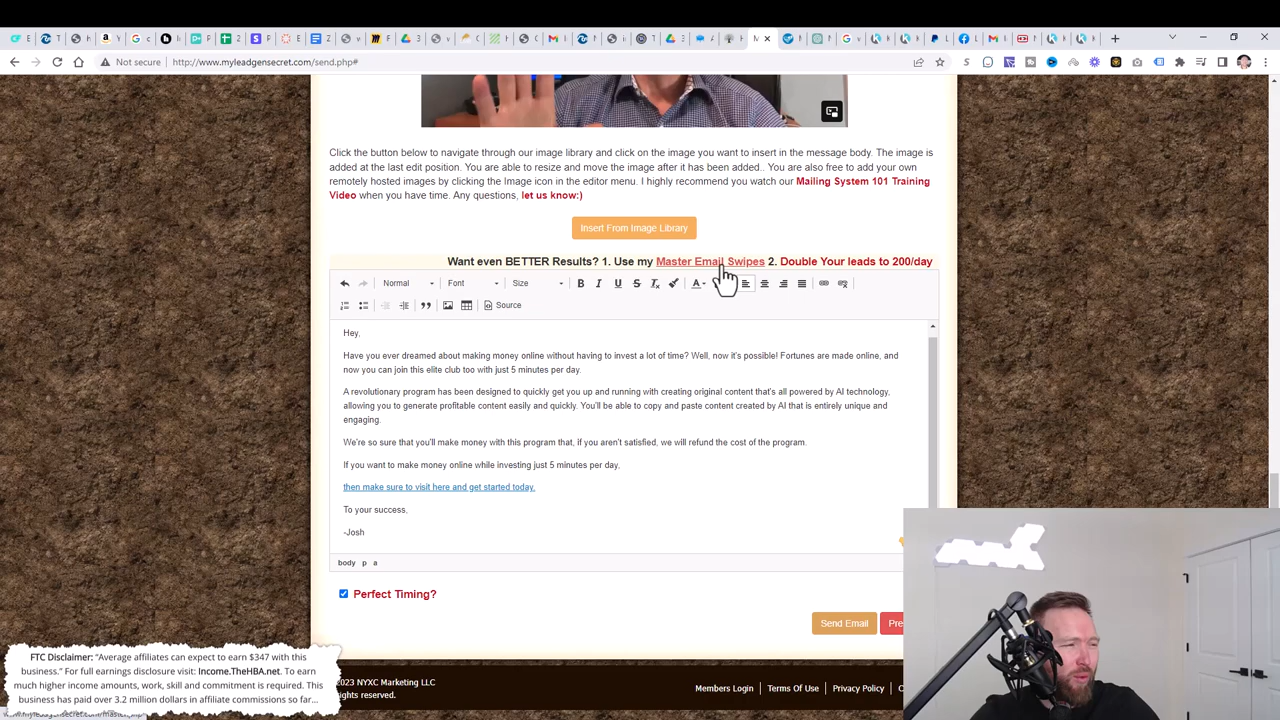 Not secure
http://www.myleadgensecret.com/send.php#
Click the button below to navigate through our image library and click on the image you want to insert in the message body. The image is
added at the last edit position. You are able to resize and move the image after it has been added.. You are also free to add your own
remotely hosted images by clicking the Image icon in the editor menu. I highly recommend you watch our Mailing System 101 Training
Video when you have time. Any questions, let us know:)
Insert From Image Library
Want even BETTER Results? 1. Use my Master Email Swipes 2. Double Your leads to 200/day
Normal Font Size
Source
Hey,
Have you ever dreamed about making money online without having to invest a lot of time? Well, now it's possible! Fortunes are made online, and
now you can join this elite club too with just 5 minutes per day.
A revolutionary program has been designed to quickly get you up and running with creating original content that's all powered by AI technology,
allowing you to generate profitable content easily and quickly. You'll be able to copy and paste content created by AI that is entirely unique and
engaging.
We're so sure that you'll make money with this program that, if you aren't satisfied, we will refund the cost of the program.
If you want to make money online while investing just 5 minutes per day,
then make sure to visit here and get started today.
To your success,
-Josh
body p a
Perfect Timing?
Send Email Pre
FTC Disclaimer: "Average affiliates can expect to earn $347 with this
business." For full earnings disclosure visit: Income.TheHBA.net. To earn
much higher income amounts, work, skill and commitment is required. This
business has paid over 3.2 million dollars in affiliate commissions so far...
2023 NYXC Marketing LLC
ights reserved.
Members Login Terms Of Use Privacy Policy C